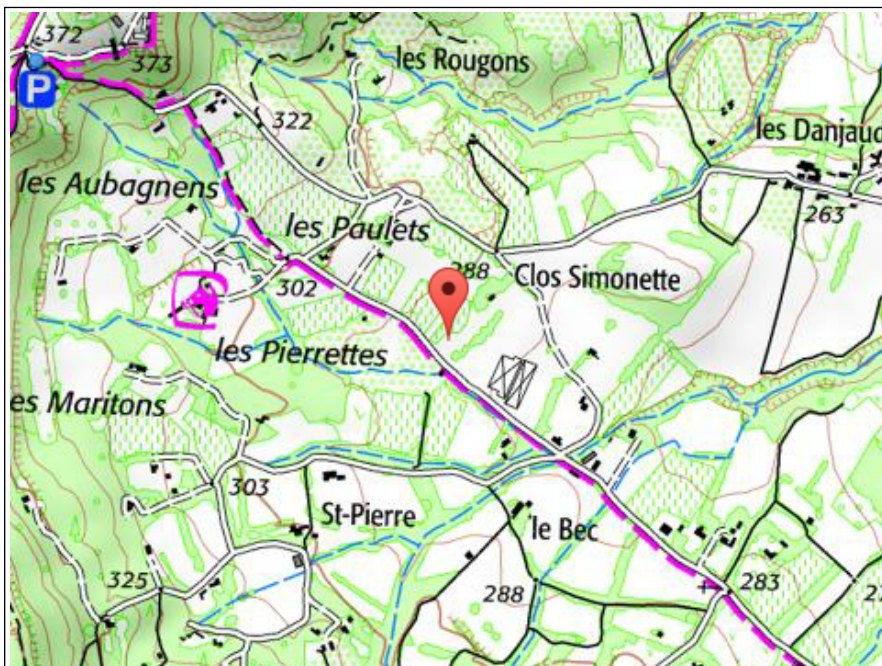 372
373
P
les Rougons
322
les Danjaud
les Aubagnens
263
les Paulets
288
Clos Simonette
302
les Pierrettes
es Maritons
303
St-Pierre
le Bec
325
288
283